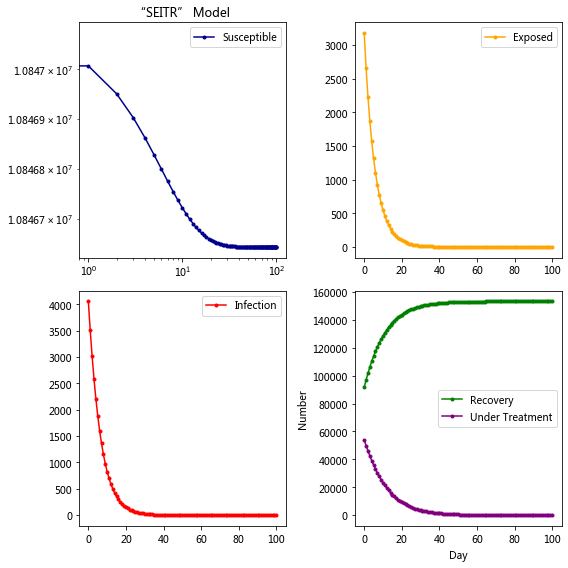 “SEITR” Model
Susceptible
1.0847 × 10⁷
1.08469 × 10⁷
1.08468 × 10⁷
1.08467 × 10⁷
10⁰ 10¹ 10²
Exposed
3000
2500
2000
1500
1000
500
0
0 20 40 60 80 100
Infection
4000
3500
3000
2500
2000
1500
1000
500
0
0 20 40 60 80 100
160000
140000
120000
100000
80000
60000
40000
20000
0
Number
Recovery
Under Treatment
0 20 40 60 80 100
Day